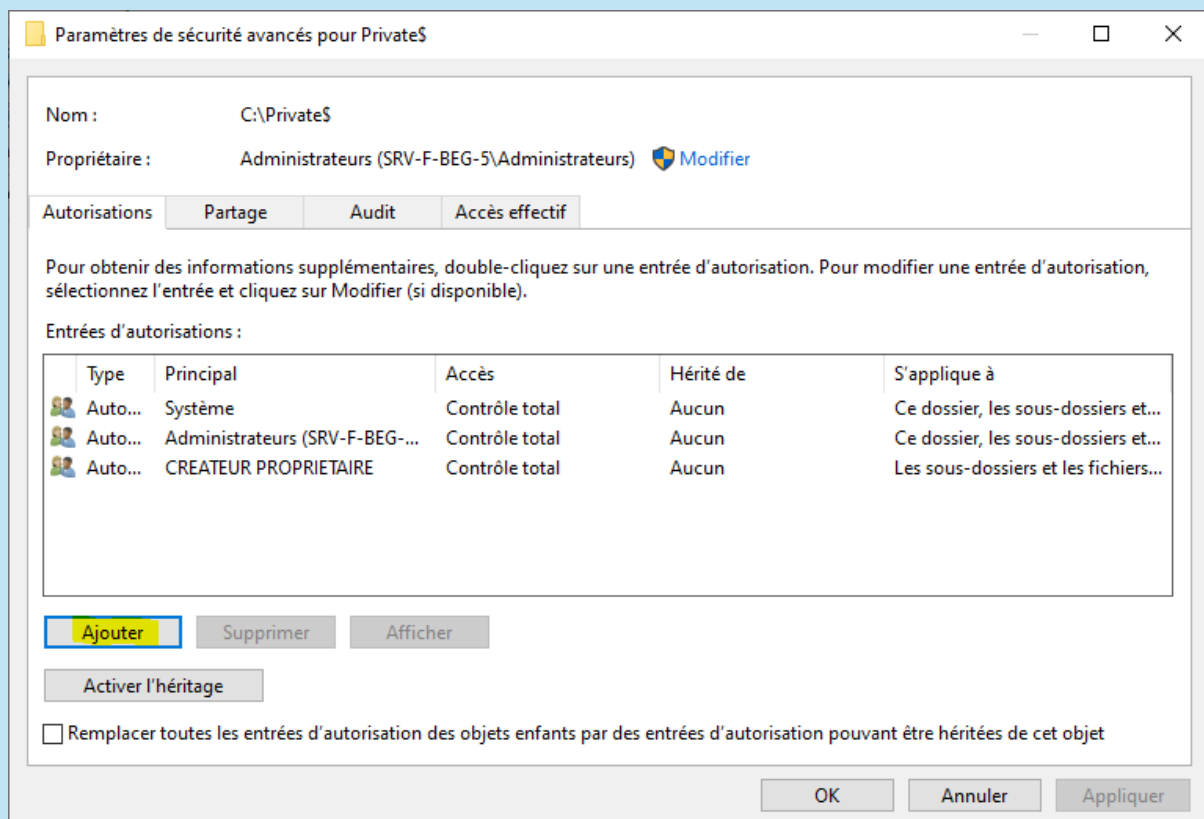 Paramètres de sécurité avancés pour Private$
Nom : C:\Private$
Propriétaire : Administrateurs (SRV-F-BEG-5\Administrateurs) Modifier
Autorisations Partage Audit Accès effectif
Pour obtenir des informations supplémentaires, double-cliquez sur une entrée d'autorisation. Pour modifier une entrée d'autorisation,
sélectionnez l'entrée et cliquez sur Modifier (si disponible).
Entrées d'autorisations :
Type Principal Accès Hérité de S'applique à
Auto... Système Contrôle total Aucun Ce dossier, les sous-dossiers et...
Auto... Administrateurs (SRV-F-BEG-... Contrôle total Aucun Ce dossier, les sous-dossiers et...
Auto... CREATEUR PROPRIETAIRE Contrôle total Aucun Les sous-dossiers et les fichiers...
Ajouter Supprimer Afficher
Activer l'héritage
Remplacer toutes les entrées d'autorisation des objets enfants par des entrées d'autorisation pouvant être héritées de cet objet
OK Annuler Appliquer